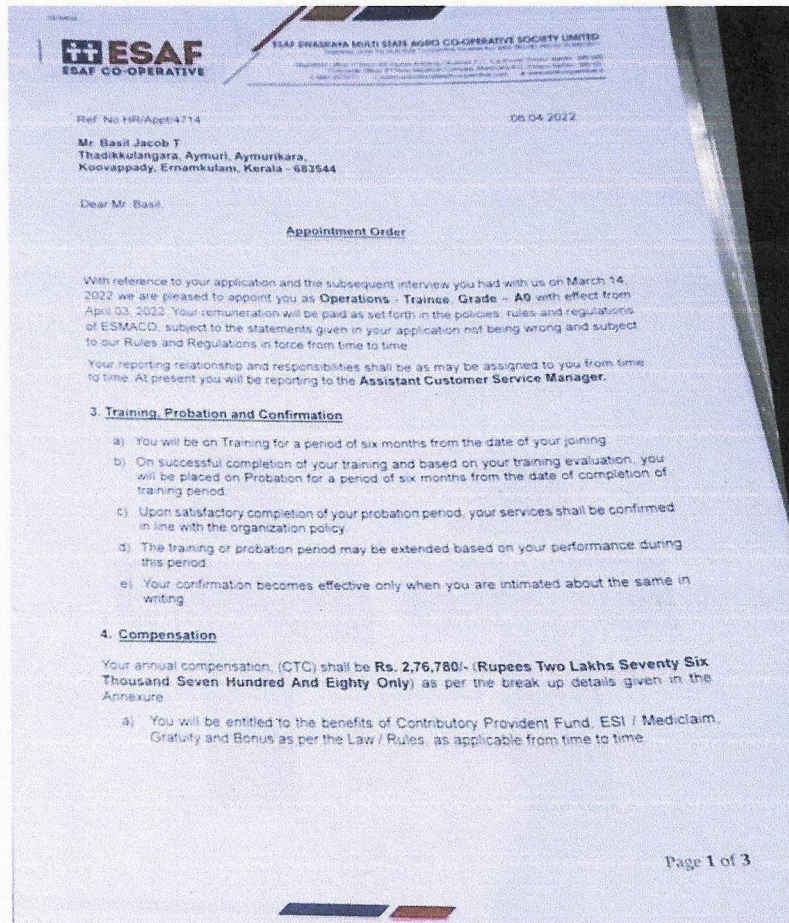 ESAF
ESAF CO-OPERATIVE
ESAF SWASRAYA MULTI STATE AGRO CO-OPERATIVE SOCIETY LIMITED
Ref. No.HR/Appt/4714
06.04.2022
Mr. Basil Jacob T
Thadikkulangara, Aymuri, Aymurikara,
Koovappady, Ernamkulam, Kerala - 683544
Dear Mr. Basil,
Appointment Order
With reference to your application and the subsequent interview you had with us on March 14,
2022 we are pleased to appoint you as Operations - Trainee, Grade – A0 with effect from
April 03, 2022. Your remuneration will be paid as set forth in the policies, rules and regulations
of ESMACO, subject to the statements given in your application not being wrong and subject
to our Rules and Regulations in force from time to time.
Your reporting relationship and responsibilities shall be as may be assigned to you from time
to time. At present you will be reporting to the Assistant Customer Service Manager.
3. Training, Probation and Confirmation
a) You will be on Training for a period of six months from the date of your joining.
b) On successful completion of your training and based on your training evaluation, you
will be placed on Probation for a period of six months from the date of completion of
training period.
c) Upon satisfactory completion of your probation period, your services shall be confirmed
in line with the organization policy.
d) The training or probation period may be extended based on your performance during
this period.
e) Your confirmation becomes effective only when you are intimated about the same in
writing.
4. Compensation
Your annual compensation, (CTC) shall be Rs. 2,76,780/- (Rupees Two Lakhs Seventy Six
Thousand Seven Hundred And Eighty Only) as per the break up details given in the
Annexure.
a) You will be entitled to the benefits of Contributory Provident Fund, ESI / Mediclaim,
Gratuity and Bonus as per the Law / Rules, as applicable from time to time.
Page 1 of 3